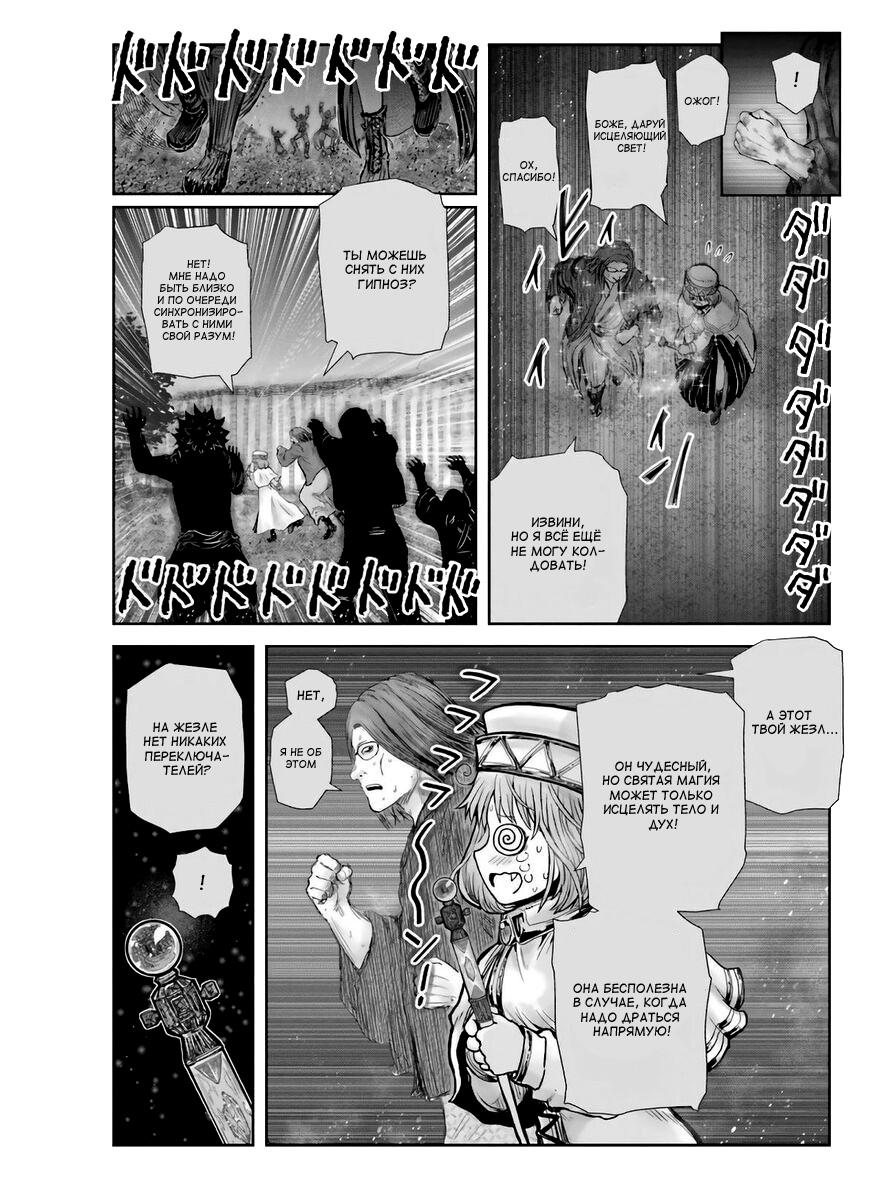 !
ОЖОГ!
БОЖЕ, ДАРУЙ
ИСЦЕЛЯЮЩИЙ
СВЕТ!
ОХ,
СПАСИБО!
ダダダダダダダダ
ИЗВИНИ,
НО Я ВСЁ ЕЩЁ
НЕ МОГУ КОЛ-
ДОВАТЬ!
ドドドドドドド
ТЫ МОЖЕШЬ
СНЯТЬ С НИХ
ГИПНОЗ?
НЕТ!
МНЕ НАДО
БЫТЬ БЛИЗКО
И ПО ОЧЕРЕДИ
СИНХРОНИЗИРО-
ВАТЬ С НИМИ
СВОЙ РАЗУМ!
ドドドドドドドド
А ЭТОТ
ТВОЙ ЖЕЗЛ...
ОН ЧУДЕСНЫЙ,
НО СВЯТАЯ МАГИЯ
МОЖЕТ ТОЛЬКО
ИСЦЕЛЯТЬ ТЕЛО И
ДУХ!
ОНА БЕСПОЛЕЗНА
В СЛУЧАЕ, КОГДА
НАДО ДРАТЬСЯ
НАПРЯМУЮ!
НЕТ,
Я НЕ ОБ
ЭТОМ
НА ЖЕЗЛЕ
НЕТ НИКАКИХ
ПЕРЕКЛЮЧА-
ТЕЛЕЙ?
!